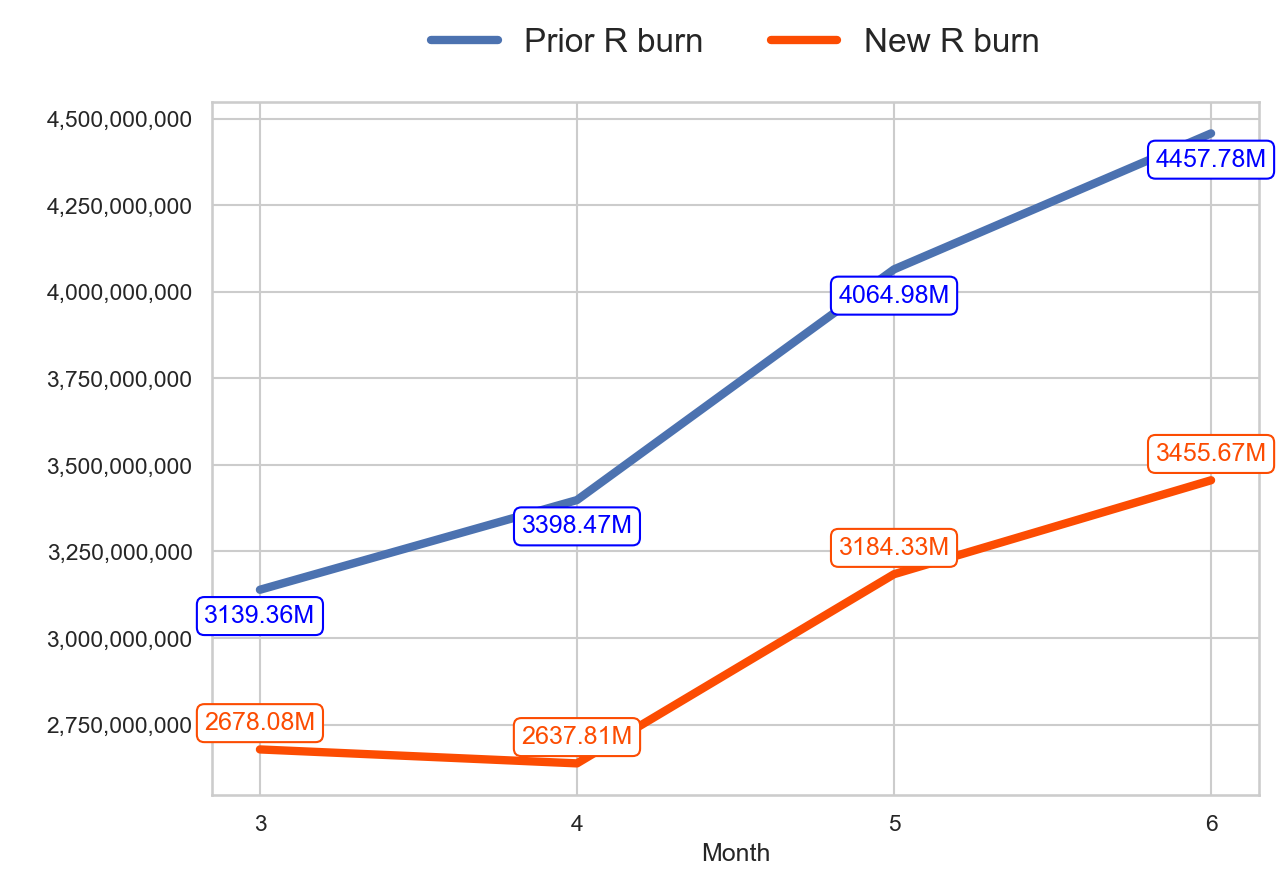 Prior R burn New R burn
4,500,000,000
4457.78M
4,250,000,000
4,000,000,000
4064.98M
3,750,000,000
3,500,000,000
3455.67M
3398.47M
3,250,000,000
3184.33M
3139.36M
3,000,000,000
2,750,000,000
2678.08M
2637.81M
3 4 5 6
Month